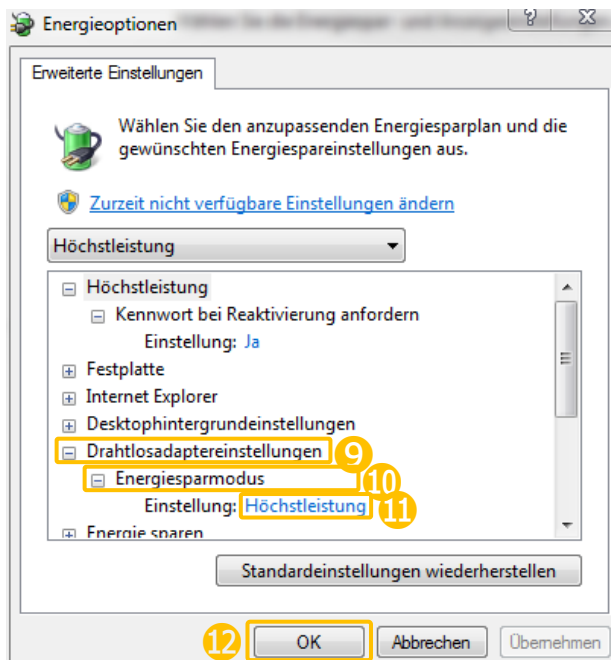 Energieoptionen
Erweiterte Einstellungen
Wählen Sie den anzupassenden Energiesparplan und die
gewünschten Energiespareinstellungen aus.
Zurzeit nicht verfügbare Einstellungen ändern
Höchstleistung
Höchstleistung
Kennwort bei Reaktivierung anfordern
Einstellung: Ja
Festplatte
Internet Explorer
Desktophintergrundeinstellungen
Drahtlosadaptereinstellungen 9
Energiesparmodus 10
Einstellung: Höchstleistung 11
Energie sparen
Standardeinstellungen wiederherstellen
12 OK Abbrechen Übernehmen